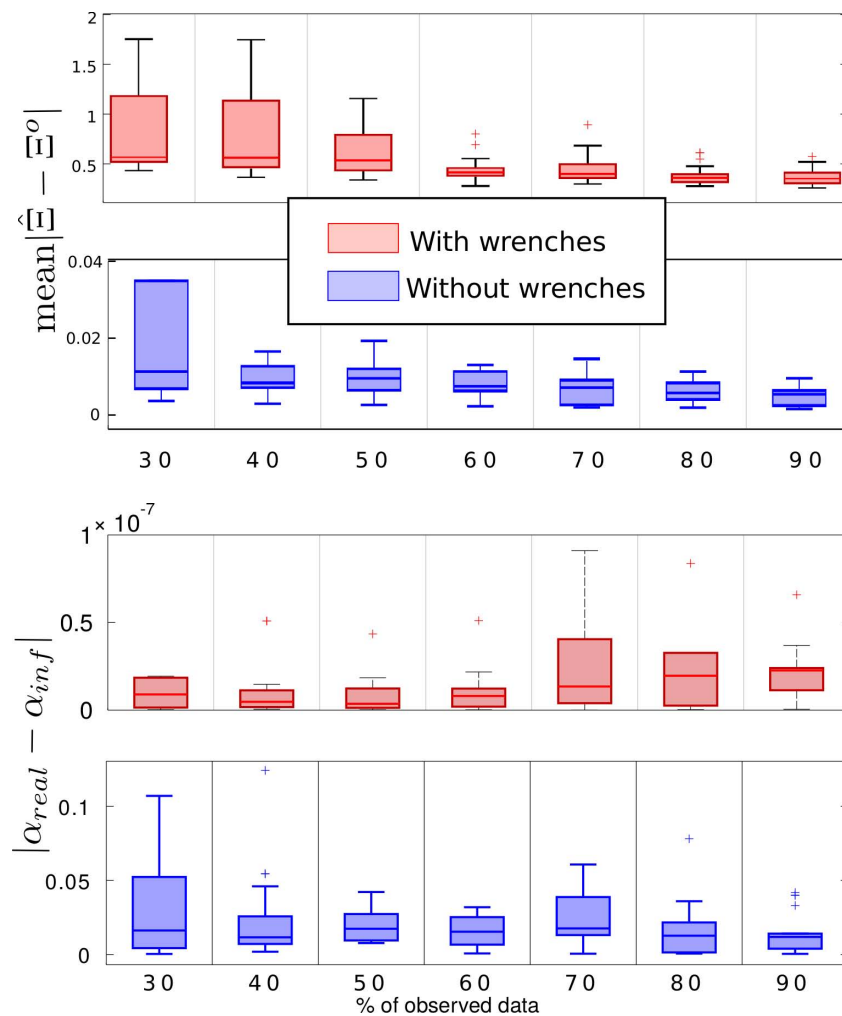 2
1.5
1
0.5
mean|Ξ̂ − Ξᵒ|
With wrenches
Without wrenches
0.04
0.02
0
30 40 50 60 70 80 90
1× 10⁻⁷
0.5
0
|α_real − α_inf|
0.1
0.05
0
30 40 50 60 70 80 90
% of observed data